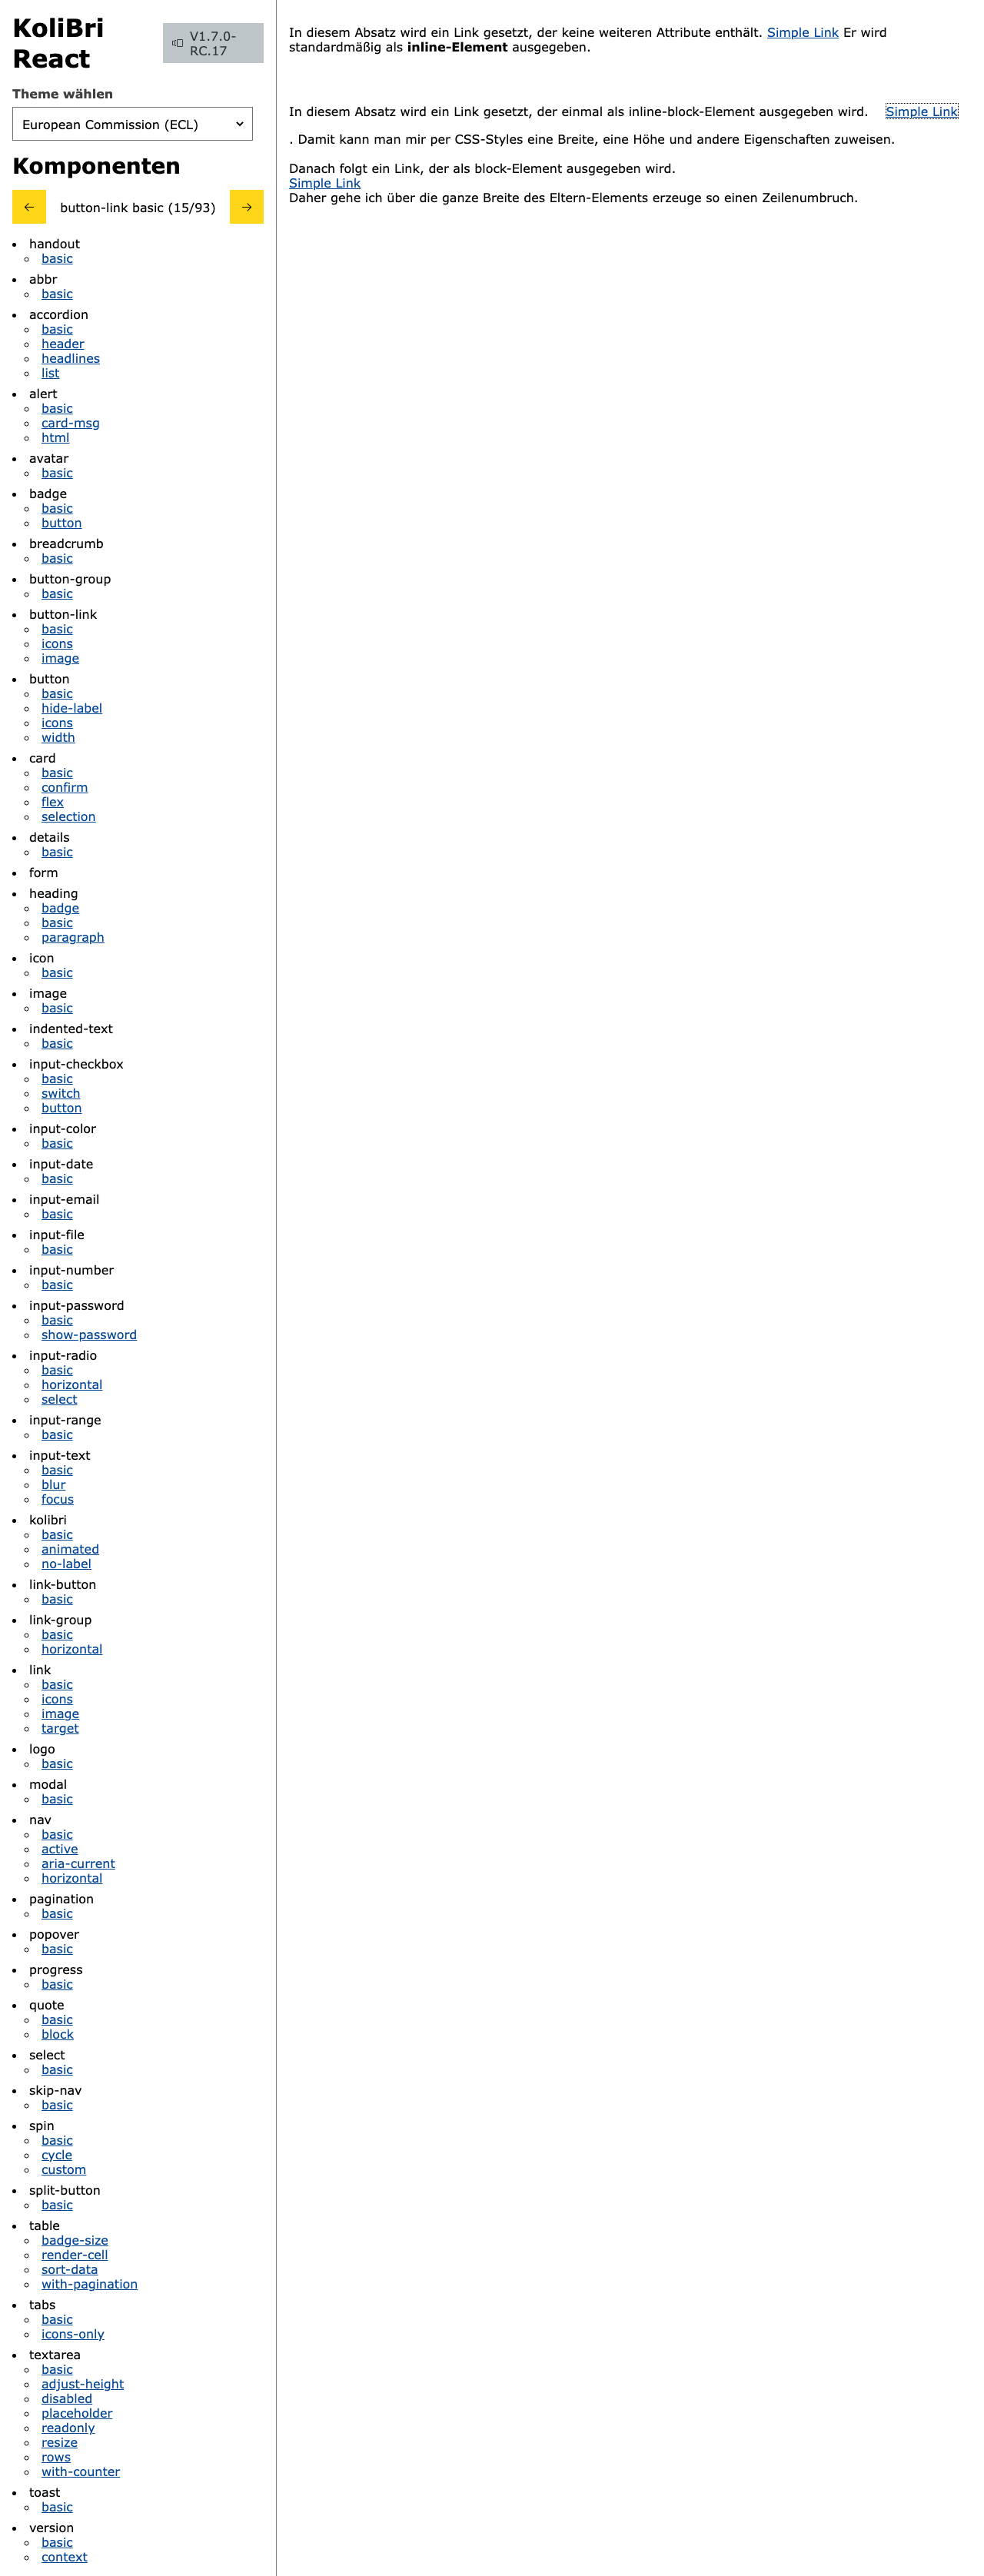 KoliBri
React
V1.7.0-
RC.17
Theme wählen
European Commission (ECL)
Komponenten
button-link basic (15/93)
handout
basic
abbr
basic
accordion
basic
header
headlines
list
alert
basic
card-msg
html
avatar
basic
badge
basic
button
breadcrumb
basic
button-group
basic
button-link
basic
icons
image
button
basic
hide-label
icons
width
card
basic
confirm
flex
selection
details
basic
form
heading
badge
basic
paragraph
icon
basic
image
basic
indented-text
basic
input-checkbox
basic
switch
button
input-color
basic
input-date
basic
input-email
basic
input-file
basic
input-number
basic
input-password
basic
show-password
input-radio
basic
horizontal
select
input-range
basic
input-text
basic
blur
focus
kolibri
basic
animated
no-label
link-button
basic
link-group
basic
horizontal
link
basic
icons
image
target
logo
basic
modal
basic
nav
basic
active
aria-current
horizontal
pagination
basic
popover
basic
progress
basic
quote
basic
block
select
basic
skip-nav
basic
spin
basic
cycle
custom
split-button
basic
table
badge-size
render-cell
sort-data
with-pagination
tabs
basic
icons-only
textarea
basic
adjust-height
disabled
placeholder
readonly
resize
rows
with-counter
toast
basic
version
basic
context
In diesem Absatz wird ein Link gesetzt, der keine weiteren Attribute enthält. Simple Link Er wird
standardmäßig als inline-Element ausgegeben.
In diesem Absatz wird ein Link gesetzt, der einmal als inline-block-Element ausgegeben wird. Simple Link
. Damit kann man mir per CSS-Styles eine Breite, eine Höhe und andere Eigenschaften zuweisen.
Danach folgt ein Link, der als block-Element ausgegeben wird.
Simple Link
Daher gehe ich über die ganze Breite des Eltern-Elements erzeuge so einen Zeilenumbruch.